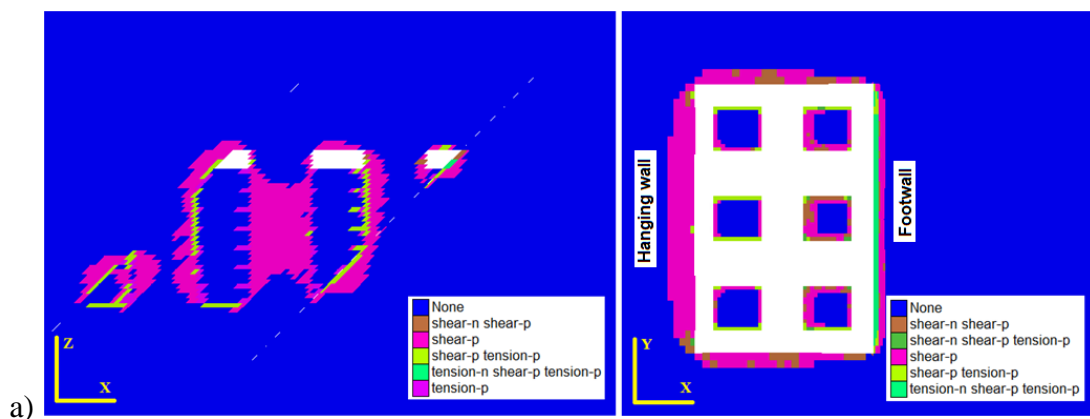 None
shear-n shear-p
shear-p
shear-p tension-p
tension-n shear-p tension-p
tension-p
Z
X
Hanging wall
Footwall
None
shear-n shear-p
shear-n shear-p tension-p
shear-p
shear-p tension-p
tension-n shear-p tension-p
Y
X
a)